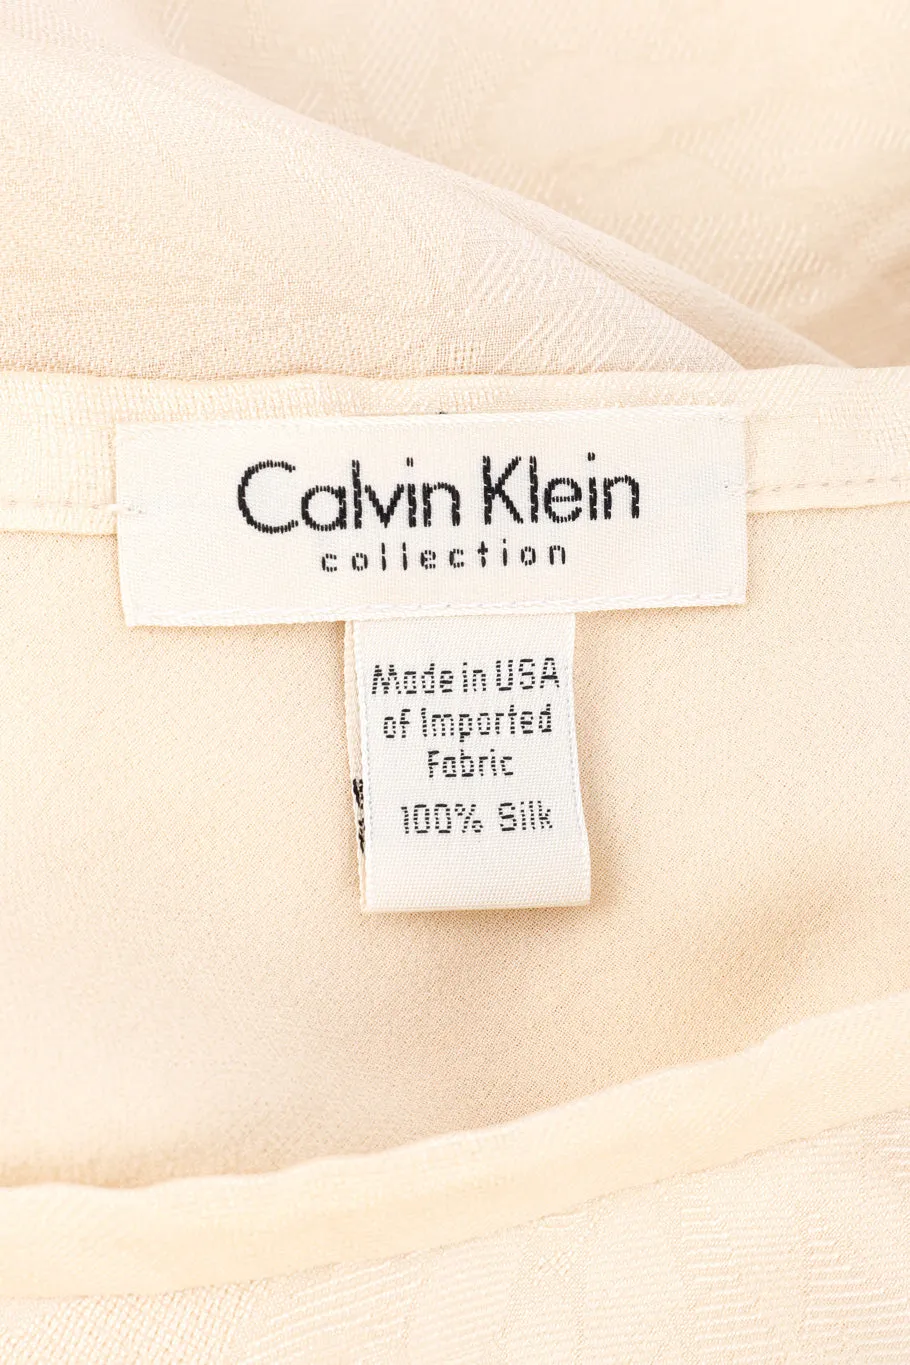 Calvin Klein
collection
Made in USA
of Imported
Fabric
100% Silk